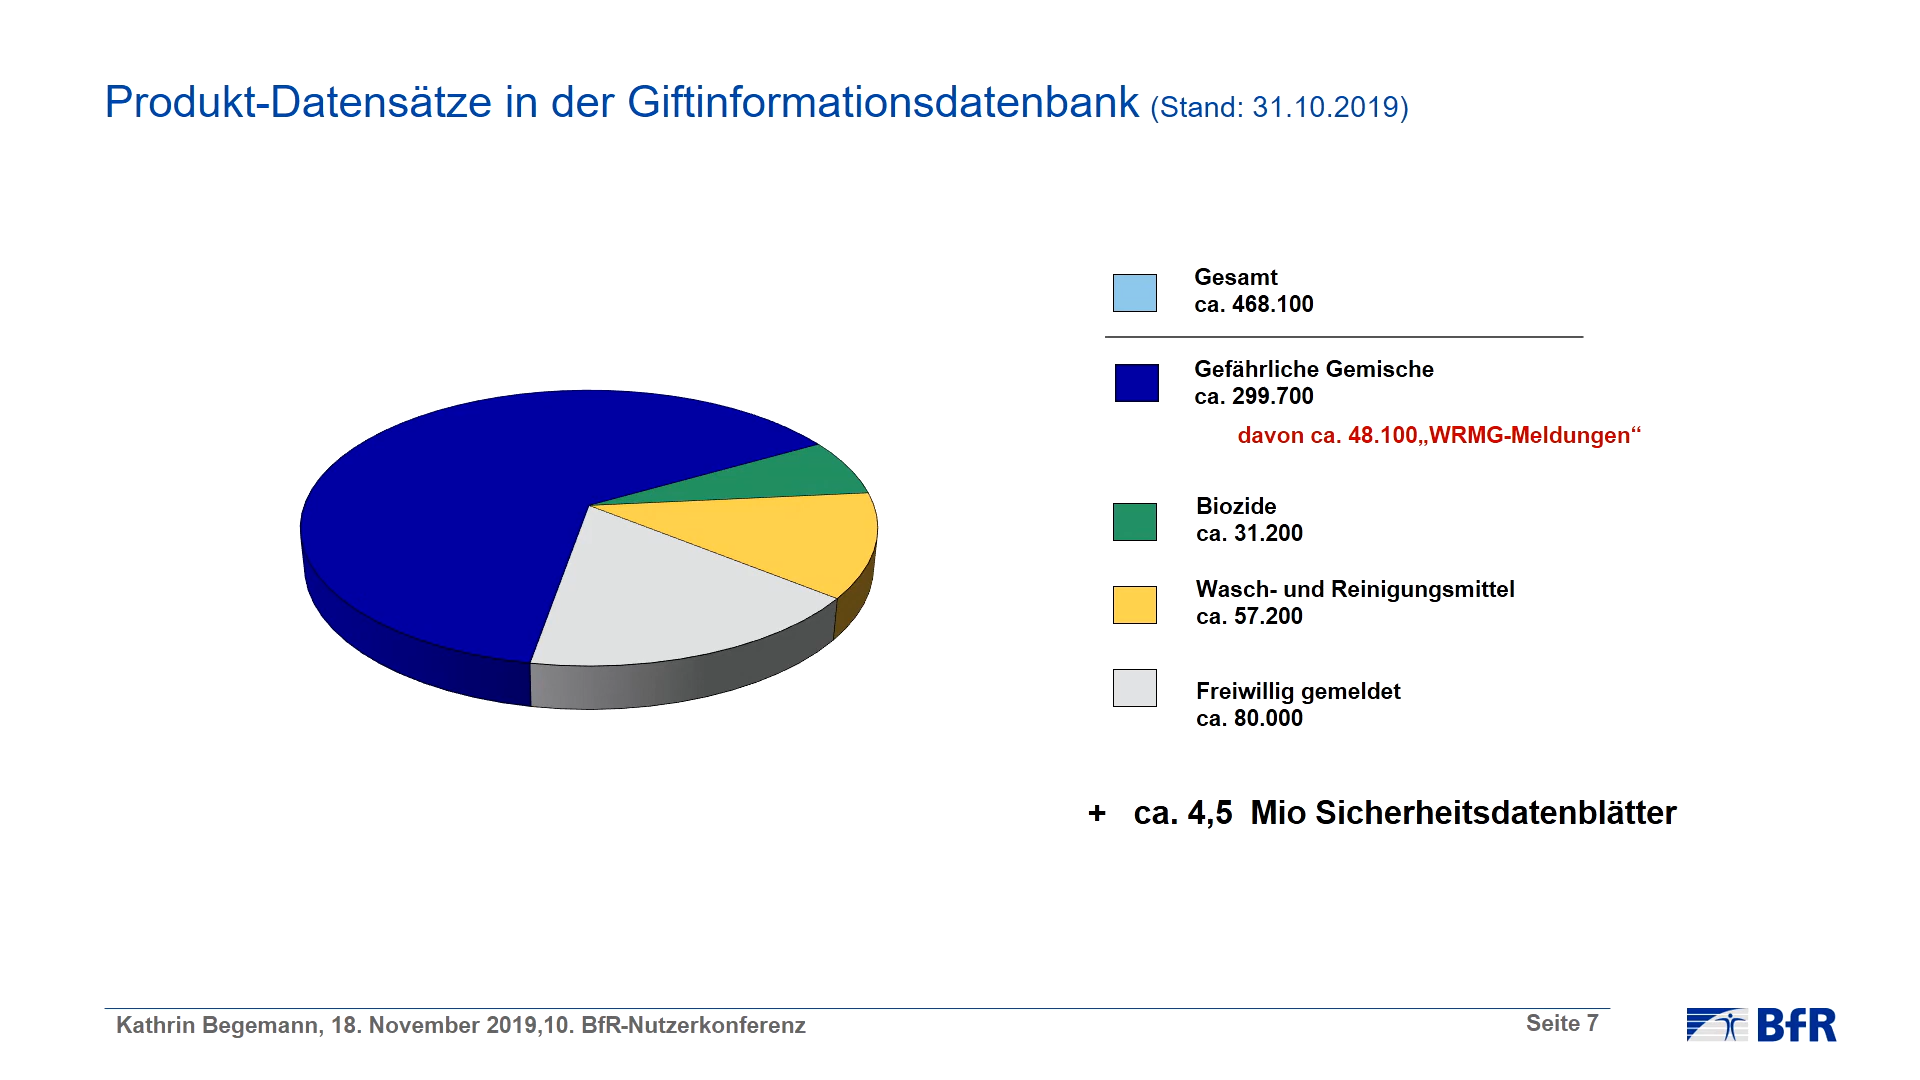 Produkt-Datensätze in der Giftinformationsdatenbank (Stand: 31.10.2019)
Gesamt
ca. 468.100
Gefährliche Gemische
ca. 299.700
davon ca. 48.100„WRMG-Meldungen“
Biozide
ca. 31.200
Wasch- und Reinigungsmittel
ca. 57.200
Freiwillig gemeldet
ca. 80.000
+ ca. 4,5 Mio Sicherheitsdatenblätter
Kathrin Begemann, 18. November 2019,10. BfR-Nutzerkonferenz
Seite 7
BfR